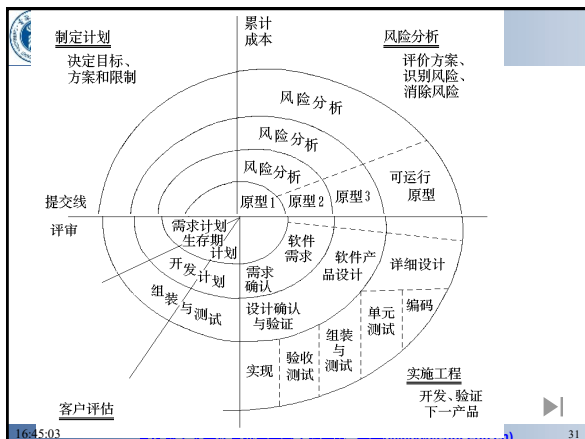 制定计划
决定目标、
方案和限制
累计
成本
风险分析
评价方案、
识别风险、
消除风险
风险分析
风险分析
风险分析
可运行
原型
原型1
原型2
原型3
提交线
评审
需求计划
生存期
计划
开发计划
组装与测试
需求
确认
软件
需求
软件产
品设计
详细设计
设计确认
与验证
实现
验收
测试
组装
与
测试
单元
测试
编码
实施工程
开发、验证
下一产品
客户评估
16:45:03
31